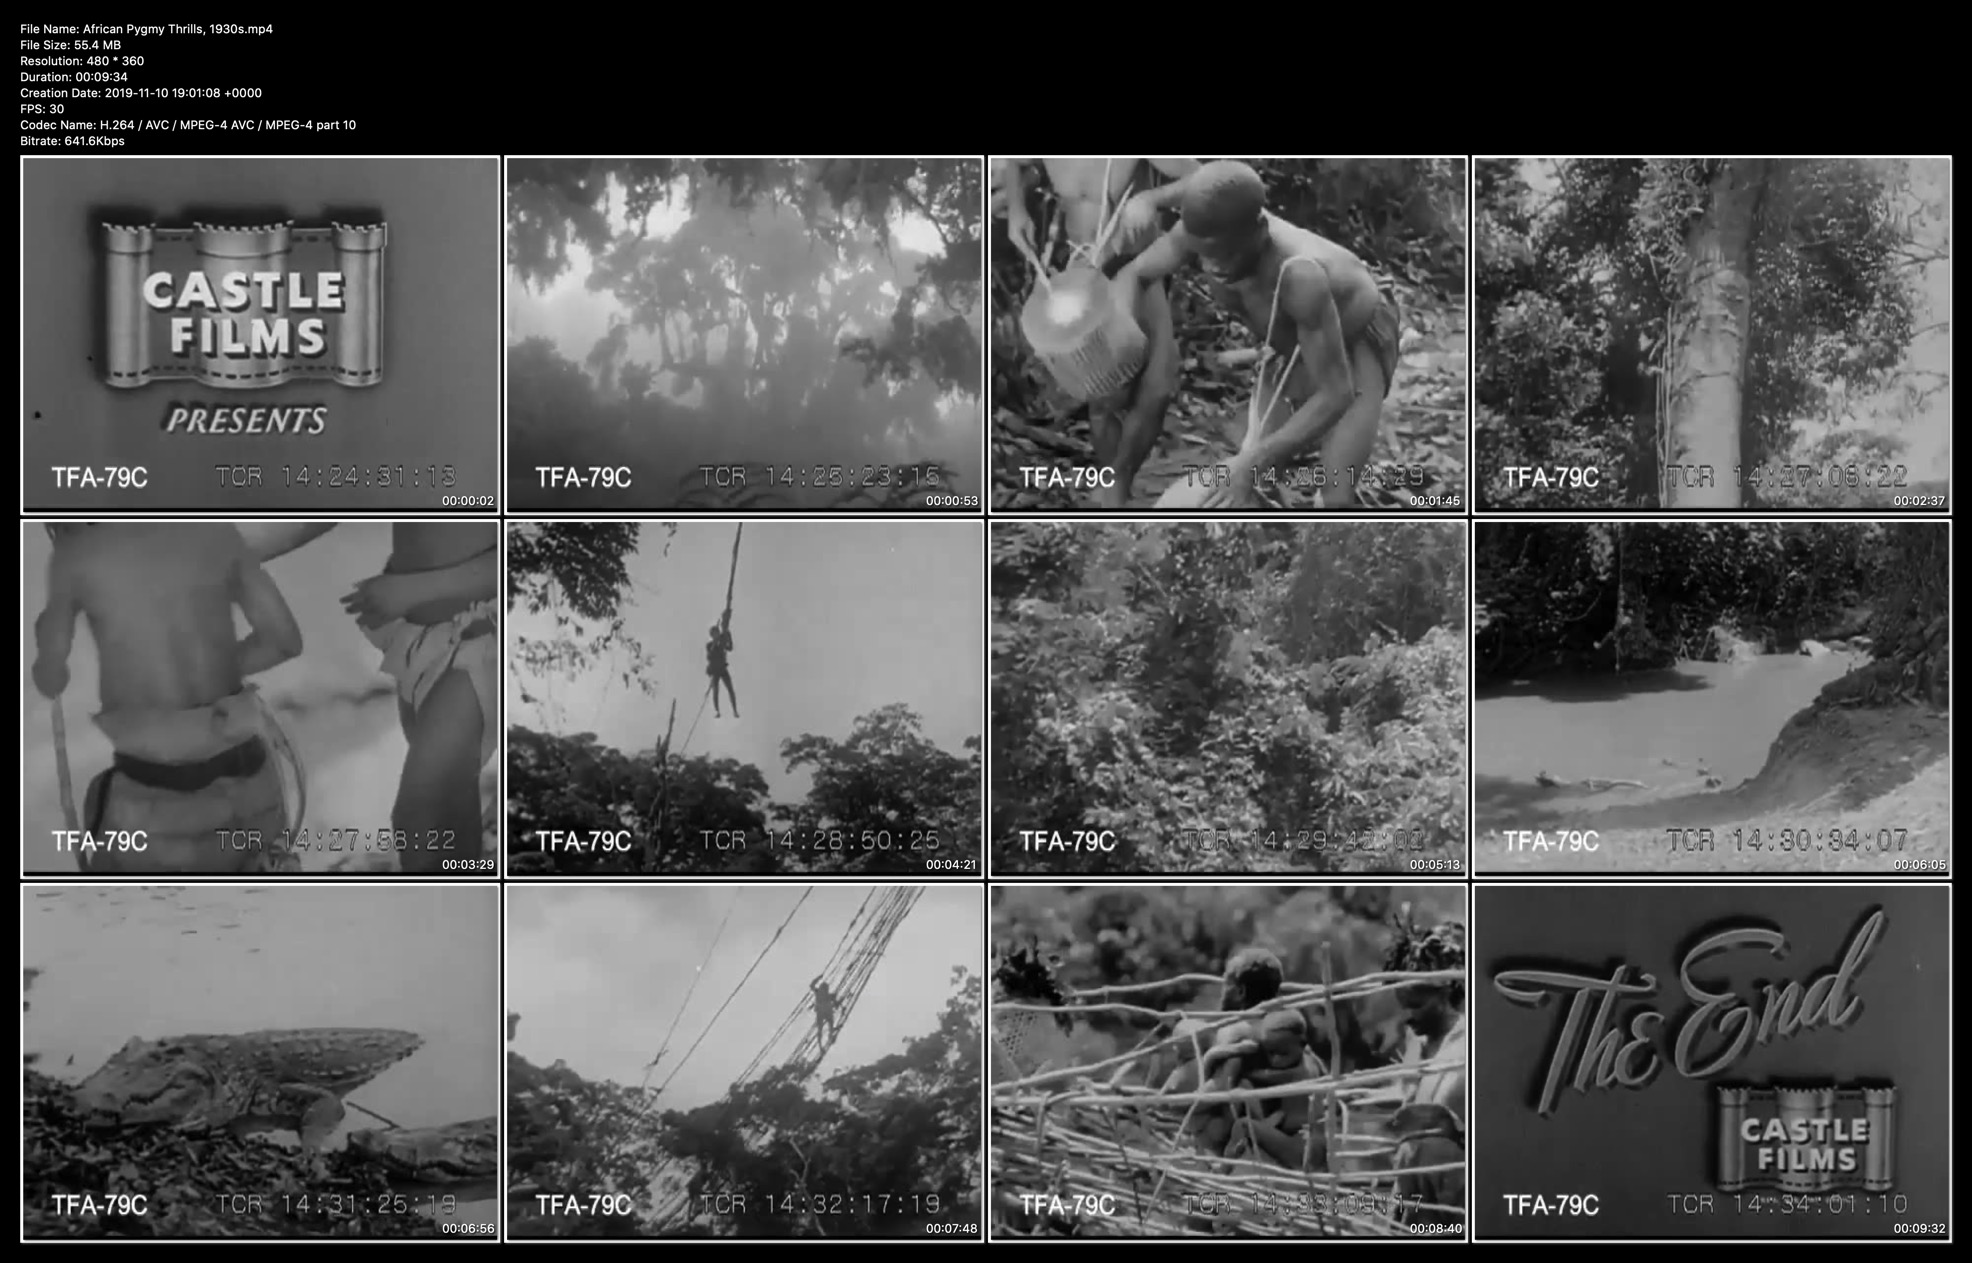 File Name: African Pygmy Thrills, 1930s.mp4
File Size: 55.4 MB
Resolution: 480 * 360
Duration: 00:09:34
Creation Date: 2019-11-10 19:01:08 +0000
FPS: 30
Codec Name: H.264 / AVC / MPEG-4 AVC / MPEG-4 part 10
Bitrate: 641.6Kbps
CASTLE
FILMS
PRESENTS
TFA-79C TCR 14:24:31:13
00:00:02
TFA-79C TCR 14:25:23:15
00:00:53
TFA-79C TCR 14:26:14:29
00:01:45
TFA-79C TCR 14:27:06:22
00:02:37
TFA-79C TCR 14:27:58:22
00:03:29
TFA-79C TCR 14:28:50:25
00:04:21
TFA-79C TCR 14:29:42:02
00:05:13
TFA-79C TCR 14:30:34:07
00:06:05
TFA-79C TCR 14:31:25:19
00:06:56
TFA-79C TCR 14:32:17:19
00:07:48
TFA-79C TCR 14:33:09:17
00:08:40
The End
CASTLE
FILMS
TFA-79C TCR 14:34:01:10
00:09:32